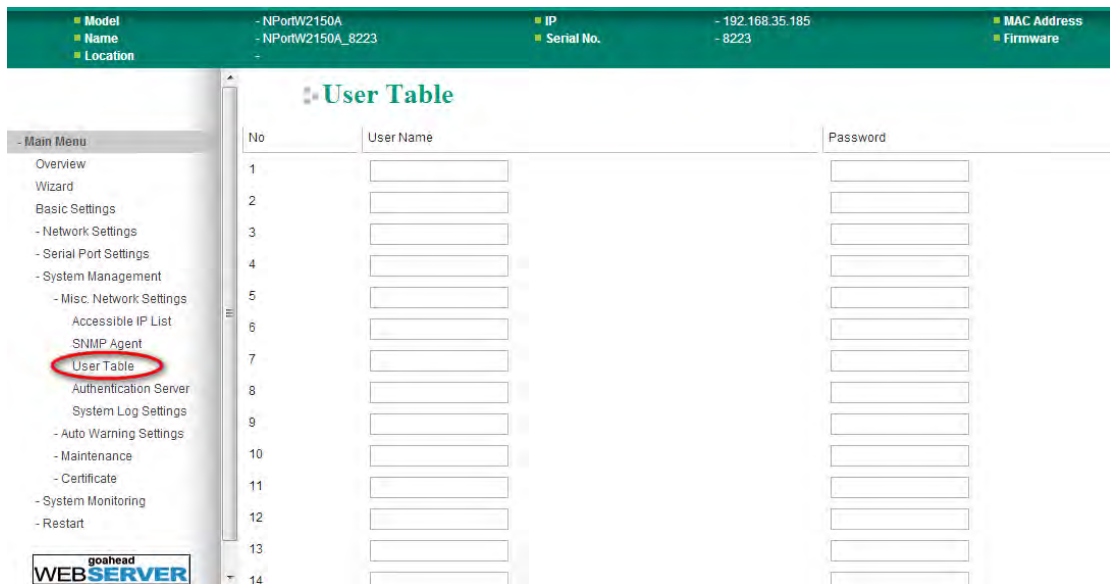 Model - NPortW2150A IP - 192.168.35.185 MAC Address
Name - NPortW2150A_8223 Serial No. - 8223 Firmware
Location -
User Table
- Main Menu
Overview
Wizard
Basic Settings
- Network Settings
- Serial Port Settings
- System Management
- Misc. Network Settings
Accessible IP List
SNMP Agent
User Table
Authentication Server
System Log Settings
- Auto Warning Settings
- Maintenance
- Certificate
- System Monitoring
- Restart
goahead
WEBSERVER
No User Name Password
1
2
3
4
5
6
7
8
9
10
11
12
13
14